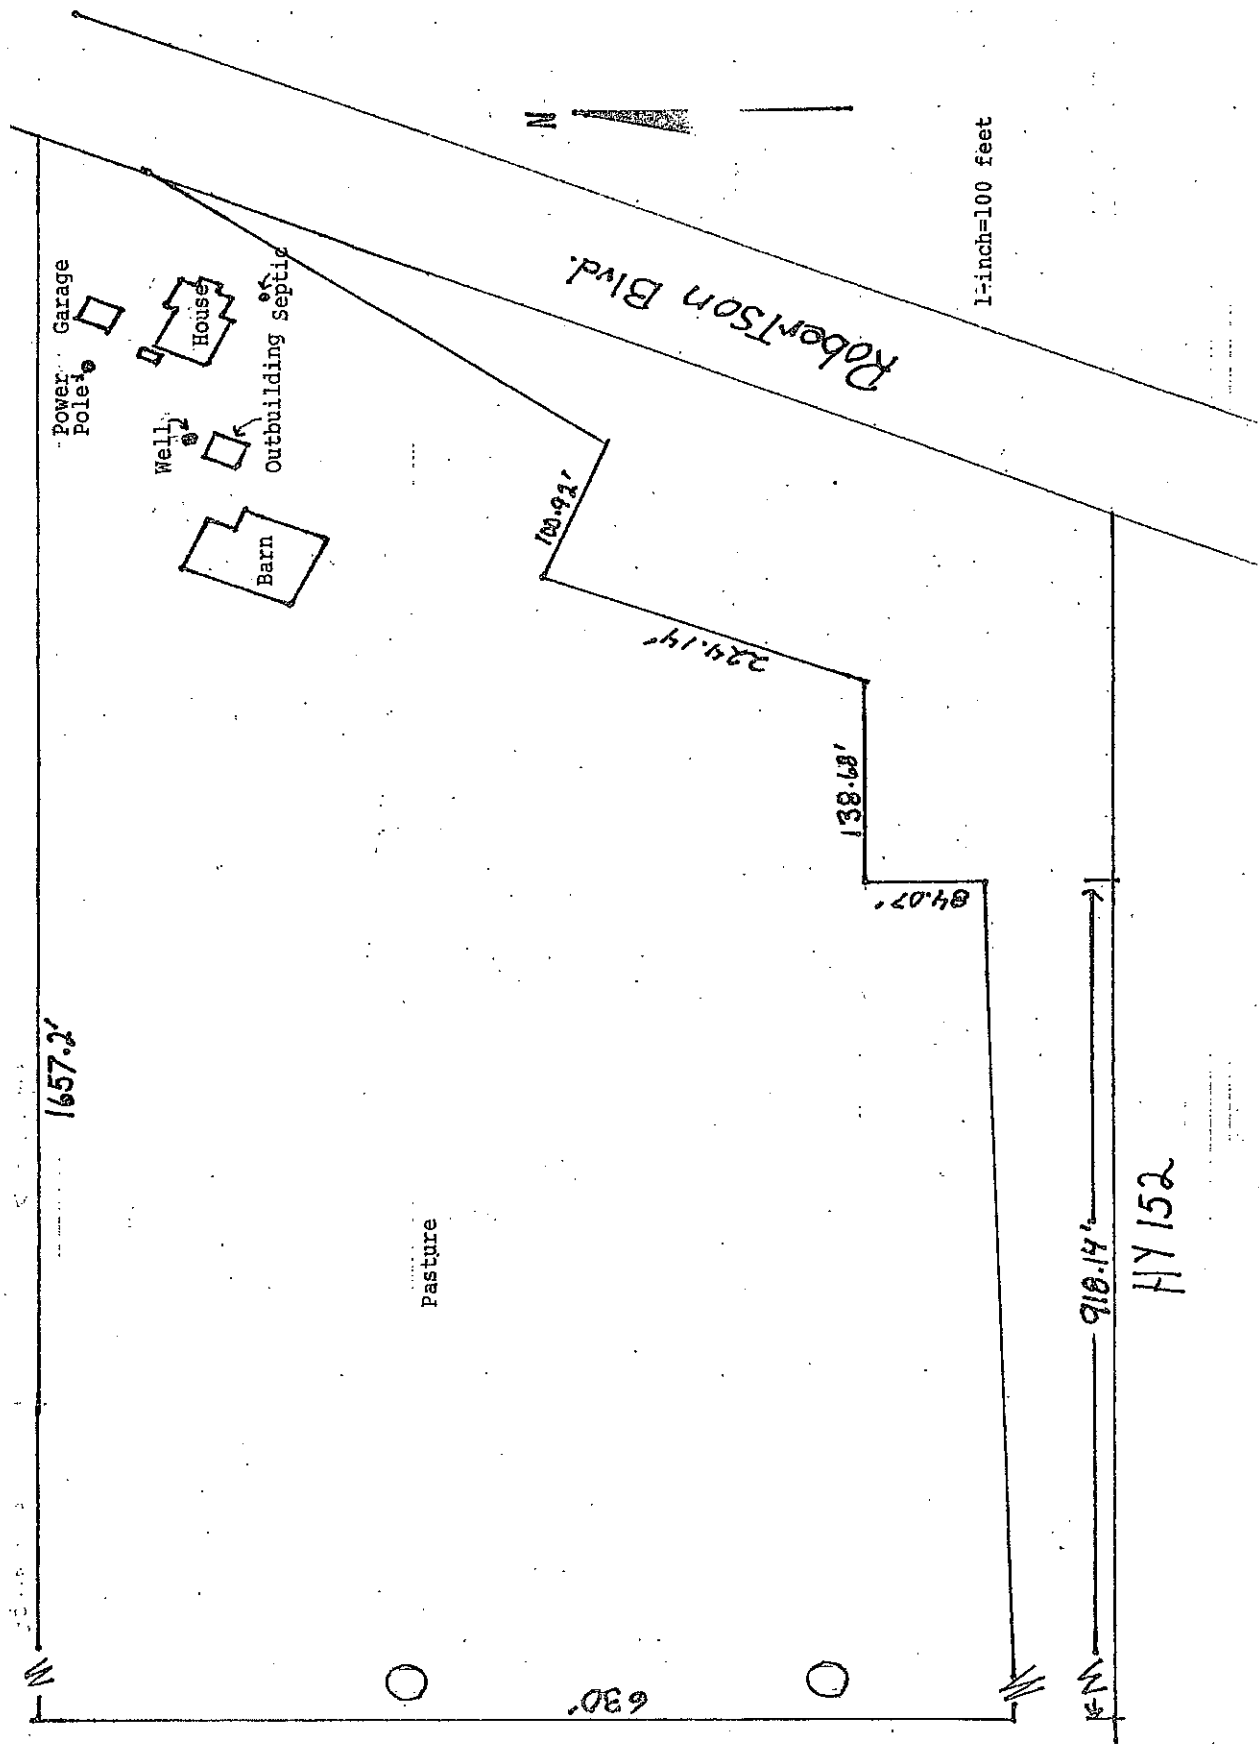 N
1-inch=100 feet
Robertson Blvd.
Power
Pole
Garage
House
Septic
Well
Outbuilding
Barn
100.92'
224.14'
138.68'
84.07'
1657.2'
Pasture
630'
918.14'
HY 152